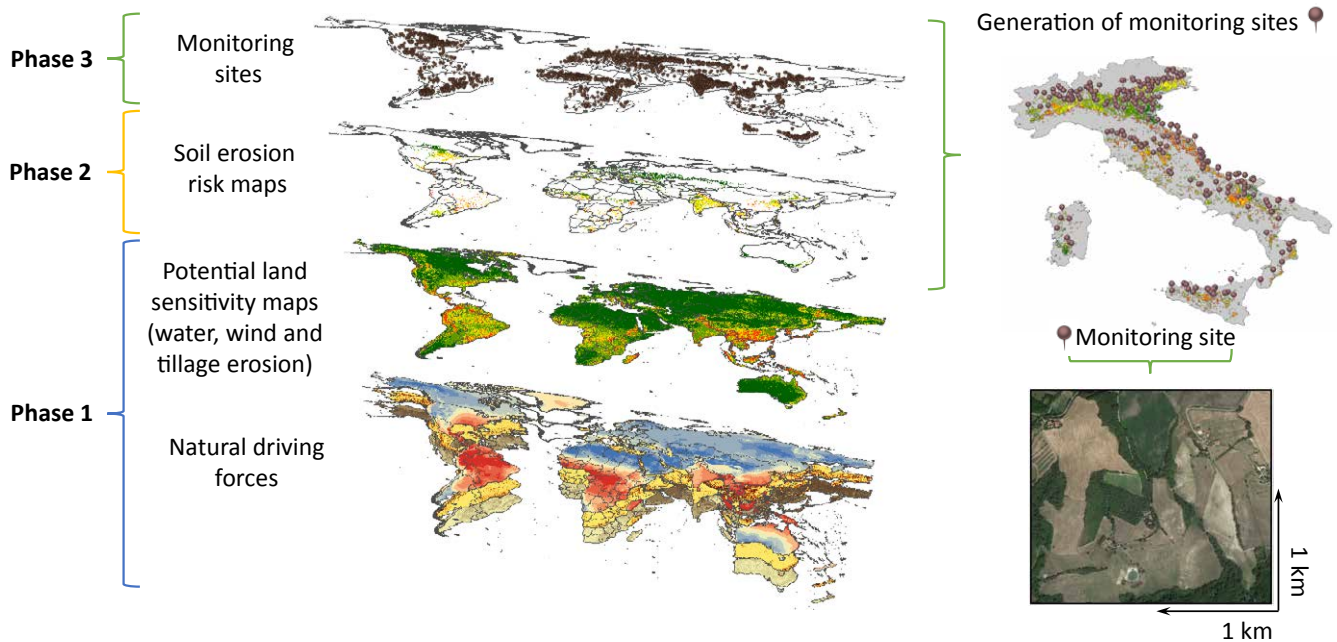 Phase 3
Monitoring
sites
Phase 2
Soil erosion
risk maps
Phase 1
Potential land
sensitivity maps
(water, wind and
tillage erosion)
Natural driving
forces
Generation of monitoring sites
Monitoring site
1 km
1 km